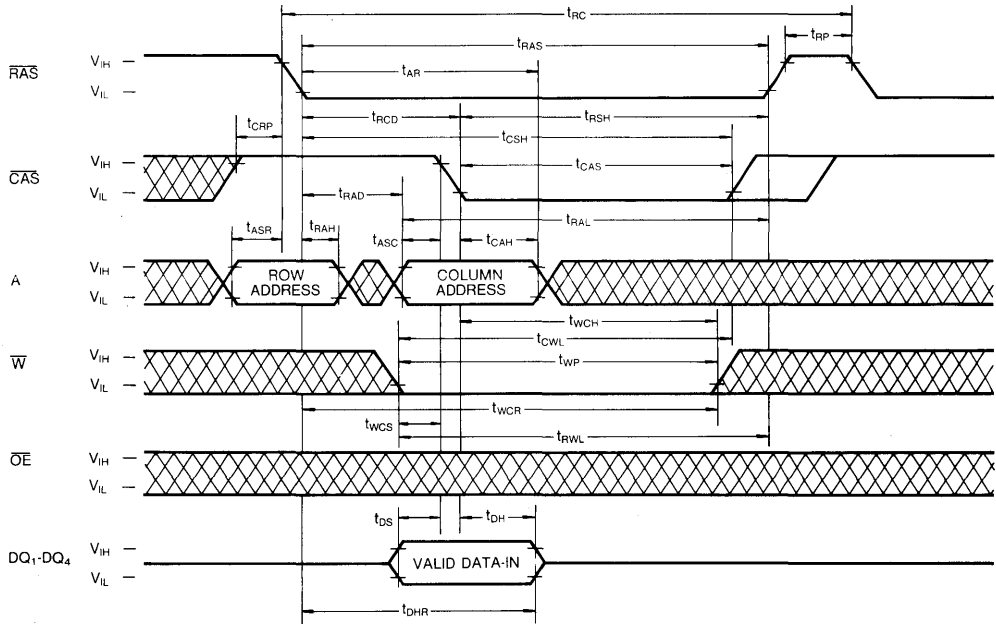 tRC
tRAS
tRP
RAS
VIH
VIL
tAR
tCRP
tRCD
tRSH
tCSH
CAS
VIH
VIL
tCAS
tRAD
tRAL
tASR
tRAH
tASC
tCAH
A
VIH
VIL
ROW
ADDRESS
COLUMN
ADDRESS
tWCH
tCWL
W
VIH
VIL
tWP
tWCR
tWCS
tRWL
OE
VIH
VIL
tDS
tDH
DQ1-DQ4
VIH
VIL
VALID DATA-IN
tDHR